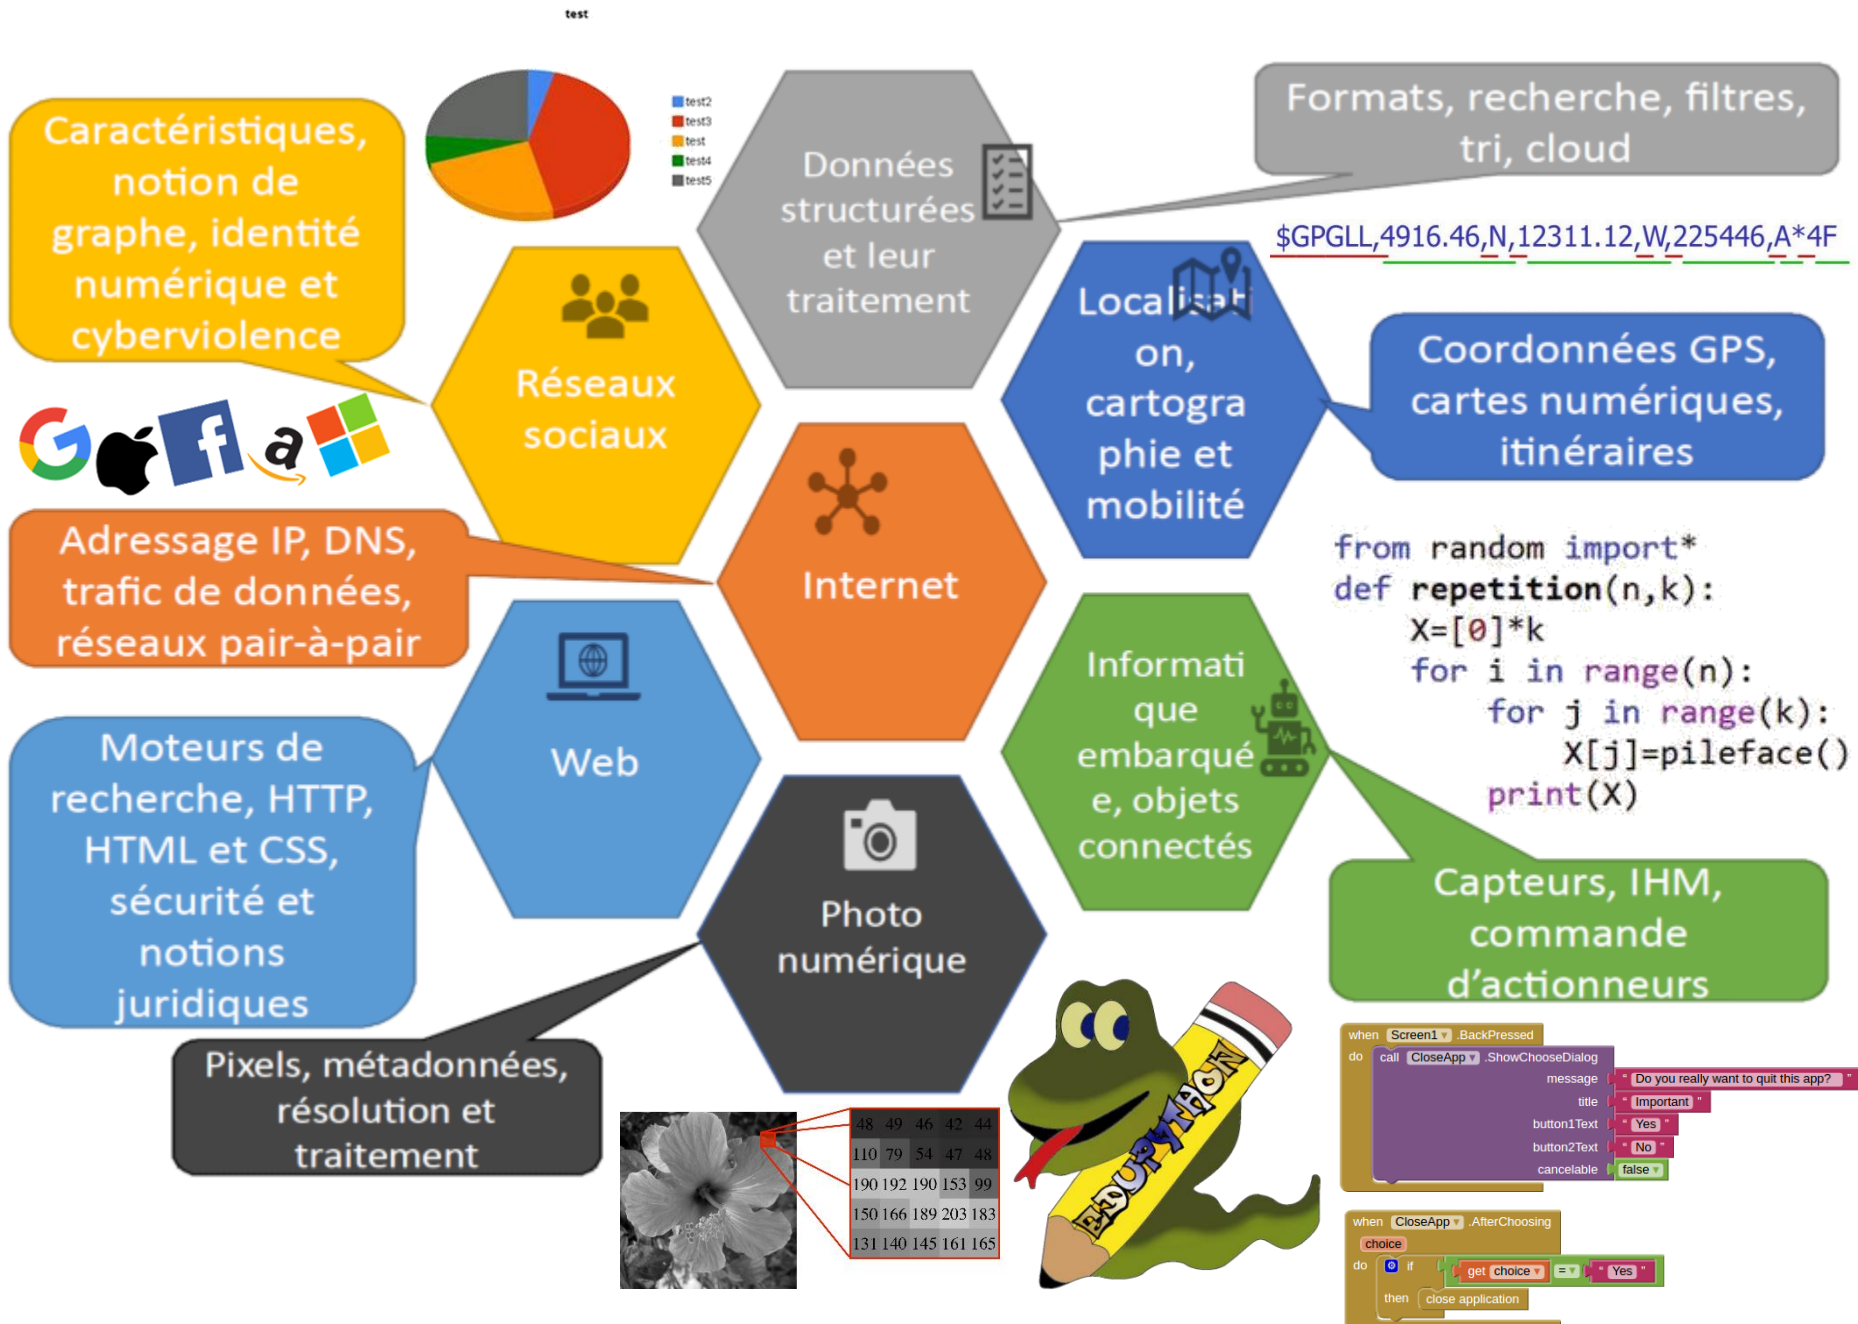 test
test2
test3
test
test4
test5
Caractéristiques,
notion de
graphe, identité
numérique et
cyberviolence
Données
structurées
et leur
traitement
Formats, recherche, filtres,
tri, cloud
$GPGLL,4916.46,N,12311.12,W,225446,A*4F
Réseaux
sociaux
Localisati
on,
cartogra
phie et
mobilité
Coordonnées GPS,
cartes numériques,
itinéraires
G
f
a
Adressage IP, DNS,
trafic de données,
réseaux pair-à-pair
Internet
from random import*
def repetition(n,k):
X=[0]*k
for i in range(n):
for j in range(k):
X[j]=pileface()
print(X)
Web
Informati
que
embarqué
e, objets
connectés
Moteurs de
recherche, HTTP,
HTML et CSS,
sécurité et
notions
juridiques
Photo
numérique
Capteurs, IHM,
commande
d'actionneurs
Pixels, métadonnées,
résolution et
traitement
48 49 46 42 44
110 79 54 47 48
190 192 190 153 99
150 166 189 203 183
131 140 145 161 165
EDUPYTHON
when Screen1 .BackPressed
do call CloseApp .ShowChooseDialog
message " Do you really want to quit this app? "
title " Important "
button1Text " Yes "
button2Text " No "
cancelable false
when CloseApp .AfterChoosing
choice
do if get choice = " Yes "
then close application